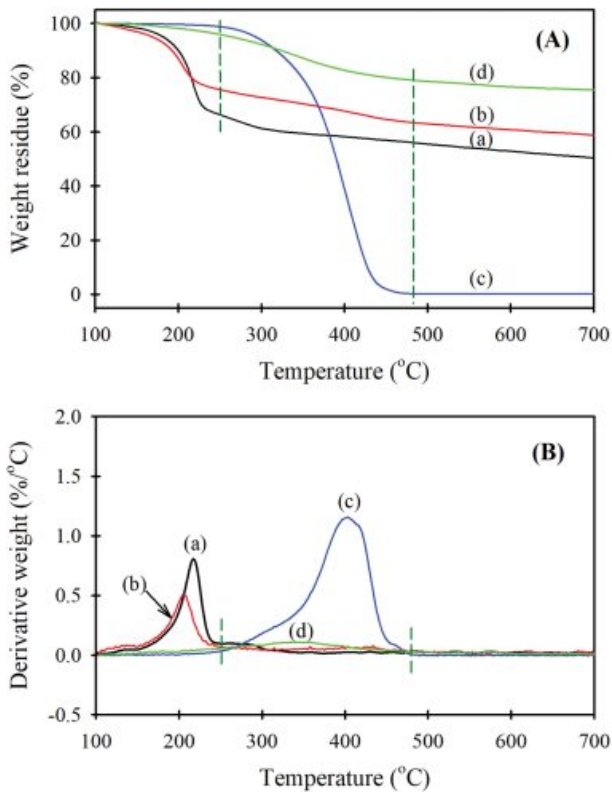 100
80
60
40
20
0
Weight residue (%)
(A)
(d)
(b)
(a)
(c)
100 200 300 400 500 600 700
Temperature (°C)
2.0
1.5
1.0
0.5
0.0
-0.5
Derivative weight (%/°C)
(B)
(c)
(a)
(b)
(d)
100 200 300 400 500 600 700
Temperature (°C)